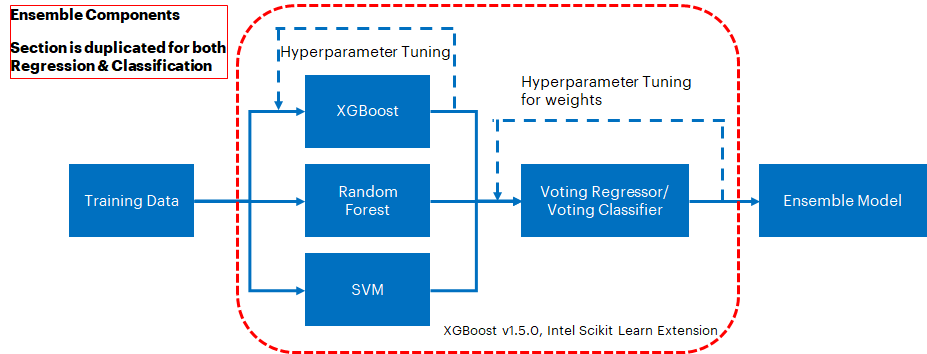 Ensemble Components
Section is duplicated for both
Regression & Classification
Hyperparameter Tuning
Hyperparameter Tuning
for weights
XGBoost
Training Data
Random
Forest
Voting Regressor/
Voting Classifier
Ensemble Model
SVM
XGBoost v1.5.0, Intel Scikit Learn Extension